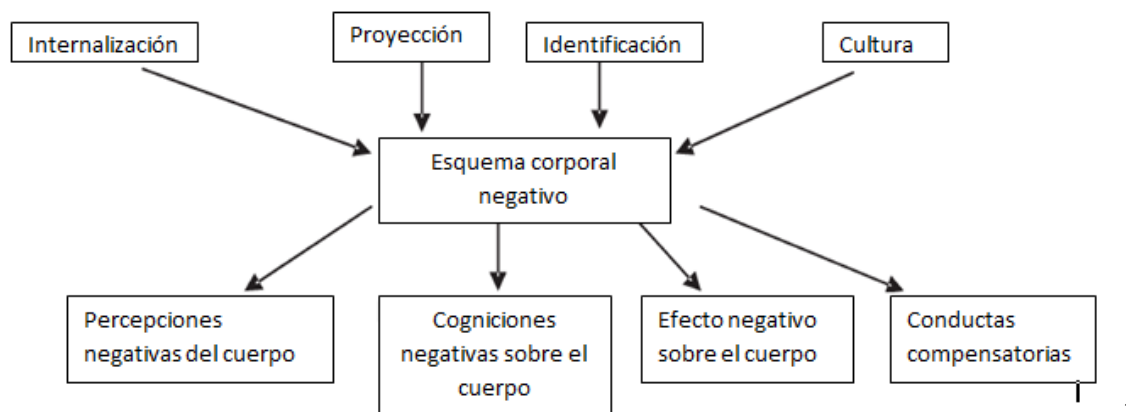 Internalización
Proyección
Identificación
Cultura
Esquema corporal
negativo
Percepciones
negativas del cuerpo
Cogniciones
negativas sobre el
cuerpo
Efecto negativo
sobre el cuerpo
Conductas
compensatorias